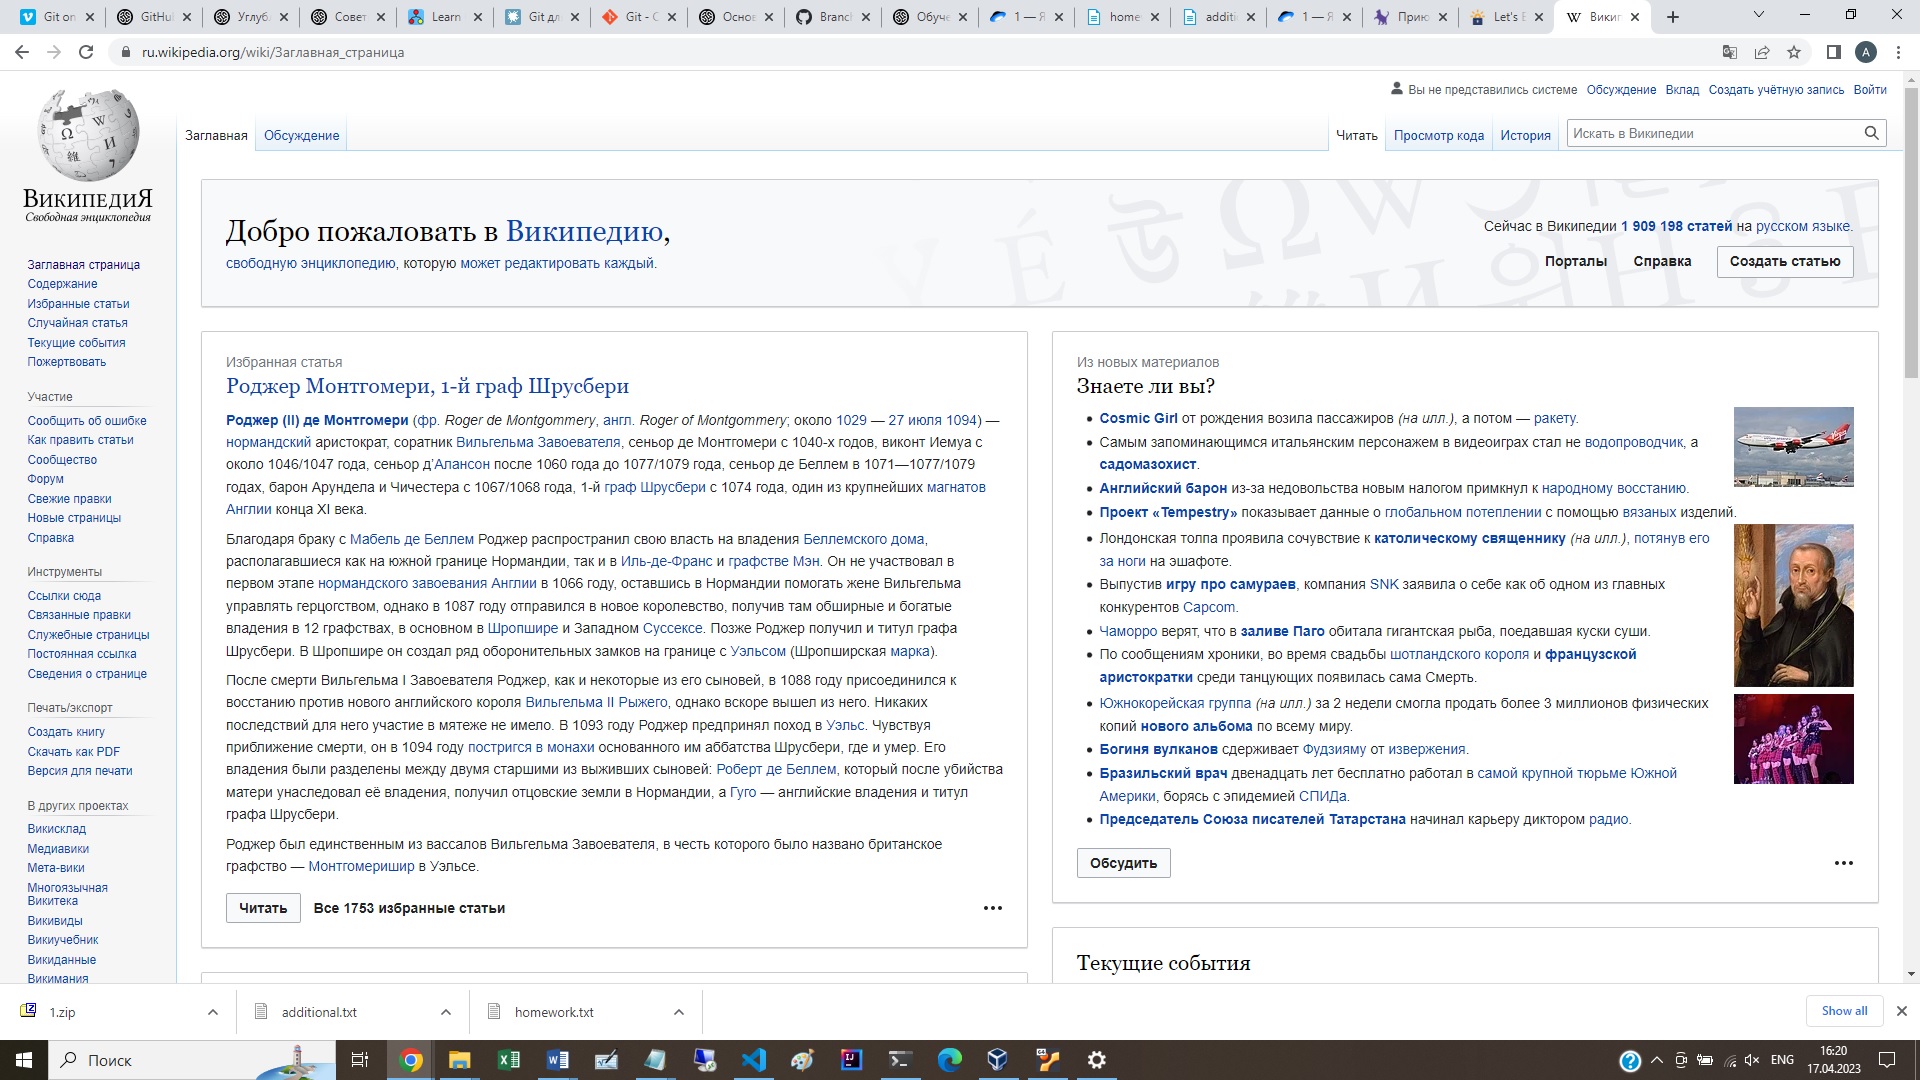 Git on
GitHu
Углубл
Совет
Learn
Git дл
Git - C
Основ
Branc
Обуче
1 — Я
home
additi
1 — Я
Прию
Let's E
Викип
ru.wikipedia.org/wiki/Заглавная_страница
A
Вы не представились системе Обсуждение Вклад Создать учётную запись Войти
Заглавная Обсуждение Читать Просмотр кода История Искать в Википедии
ВикипедиЯ
Свободная энциклопедия
Заглавная страница
Содержание
Избранные статьи
Случайная статья
Текущие события
Пожертвовать
Участие
Сообщить об ошибке
Как править статьи
Сообщество
Форум
Свежие правки
Новые страницы
Справка
Инструменты
Ссылки сюда
Связанные правки
Служебные страницы
Постоянная ссылка
Сведения о странице
Печать/экспорт
Создать книгу
Скачать как PDF
Версия для печати
В других проектах
Викисклад
Медиавики
Мета-вики
Многоязычная
Викитека
Викивиды
Викиучебник
Викиданные
Викимания
Добро пожаловать в Википедию,
свободную энциклопедию, которую может редактировать каждый.
Сейчас в Википедии 1 909 198 статей на русском языке.
Порталы Справка Создать статью
Избранная статья
Роджер Монтгомери, 1-й граф Шрусбери
Роджер (II) де Монтгомери (фр. Roger de Montgommery, англ. Roger of Montgommery; около 1029 — 27 июля 1094) —
нормандский аристократ, соратник Вильгельма Завоевателя, сеньор де Монтгомери с 1040-х годов, виконт Иемуа с
около 1046/1047 года, сеньор д’Алансон после 1060 года до 1077/1079 года, сеньор де Беллем в 1071—1077/1079
годах, барон Арундела и Чичестера с 1067/1068 года, 1-й граф Шрусбери с 1074 года, один из крупнейших магнатов
Англии конца XI века.
Благодаря браку с Мабель де Беллем Роджер распространил свою власть на владения Беллемского дома,
располагавшиеся как на южной границе Нормандии, так и в Иль-де-Франс и графстве Мэн. Он не участвовал в
первом этапе нормандского завоевания Англии в 1066 году, оставшись в Нормандии помогать жене Вильгельма
управлять герцогством, однако в 1087 году отправился в новое королевство, получив там обширные и богатые
владения в 12 графствах, в основном в Шропшире и Западном Суссексе. Позже Роджер получил и титул графа
Шрусбери. В Шропшире он создал ряд оборонительных замков на границе с Уэльсом (Шропширская марка).
После смерти Вильгельма I Завоевателя Роджер, как и некоторые из его сыновей, в 1088 году присоединился к
восстанию против нового английского короля Вильгельма II Рыжего, однако вскоре вышел из него. Никаких
последствий для него участие в мятеже не имело. В 1093 году Роджер предпринял поход в Уэльс. Чувствуя
приближение смерти, он в 1094 году постригся в монахи основанного им аббатства Шрусбери, где и умер. Его
владения были разделены между двумя старшими из выживших сыновей: Роберт де Беллем, который после убийства
матери унаследовал её владения, получил отцовские земли в Нормандии, а Гуго — английские владения и титул
графа Шрусбери.
Роджер был единственным из вассалов Вильгельма Завоевателя, в честь которого было названо британское
графство — Монтгомеришир в Уэльсе.
Читать Все 1753 избранные статьи
Из новых материалов
Знаете ли вы?
Cosmic Girl от рождения возила пассажиров (на илл.), а потом — ракету.
Самым запоминающимся итальянским персонажем в видеоиграх стал не водопроводчик, а
садомазохист.
Английский барон из-за недовольства новым налогом примкнул к народному восстанию.
Проект «Tempestry» показывает данные о глобальном потеплении с помощью вязаных изделий.
Лондонская толпа проявила сочувствие к католическому священнику (на илл.), потянув его
за ноги на эшафоте.
Выпустив игру про самураев, компания SNK заявила о себе как об одном из главных
конкурентов Capcom.
Чаморро верят, что в заливе Паго обитала гигантская рыба, поедавшая куски суши.
По сообщениям хроники, во время свадьбы шотландского короля и французской
аристократки среди танцующих появилась сама Смерть.
Южнокорейская группа (на илл.) за 2 недели смогла продать более 3 миллионов физических
копий нового альбома по всему миру.
Богиня вулканов сдерживает Фудзияму от извержения.
Бразильский врач двенадцать лет бесплатно работал в самой крупной тюрьме Южной
Америки, борясь с эпидемией СПИДа.
Председатель Союза писателей Татарстана начинал карьеру диктором радио.
Обсудить
Текущие события
1.zip
additional.txt
homework.txt
Show all
Поиск
ENG
16:20
17.04.2023